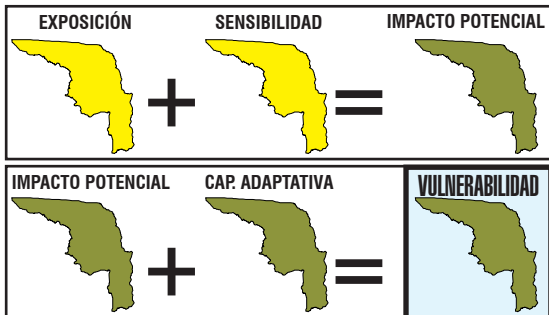 EXPOSICIÓN SENSIBILIDAD IMPACTO POTENCIAL
+ =
IMPACTO POTENCIAL CAP. ADAPTATIVA VULNERABILIDAD
+ =